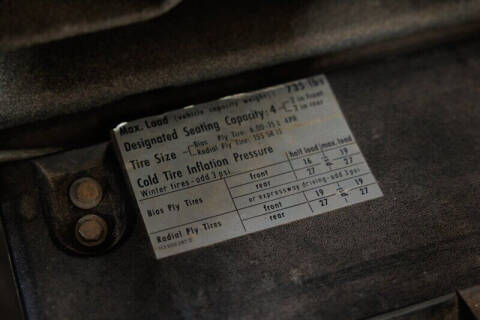 Max. Load (vehicle capacity weight) 735 lbs
Designated Seating Capacity: 4 2 in front
2 in rear
Tire Size Bias Ply Tire: 6.00-15 L 4PR
Radial Ply Tire: 155 SR 15
Cold Tire Inflation Pressure half load max. load
Winter tires - add 3 psi
Bias Ply Tires front 16 19
rear 27 27
or expressway driving - add 3 psi
Radial Ply Tires front 19 19
rear 27 27